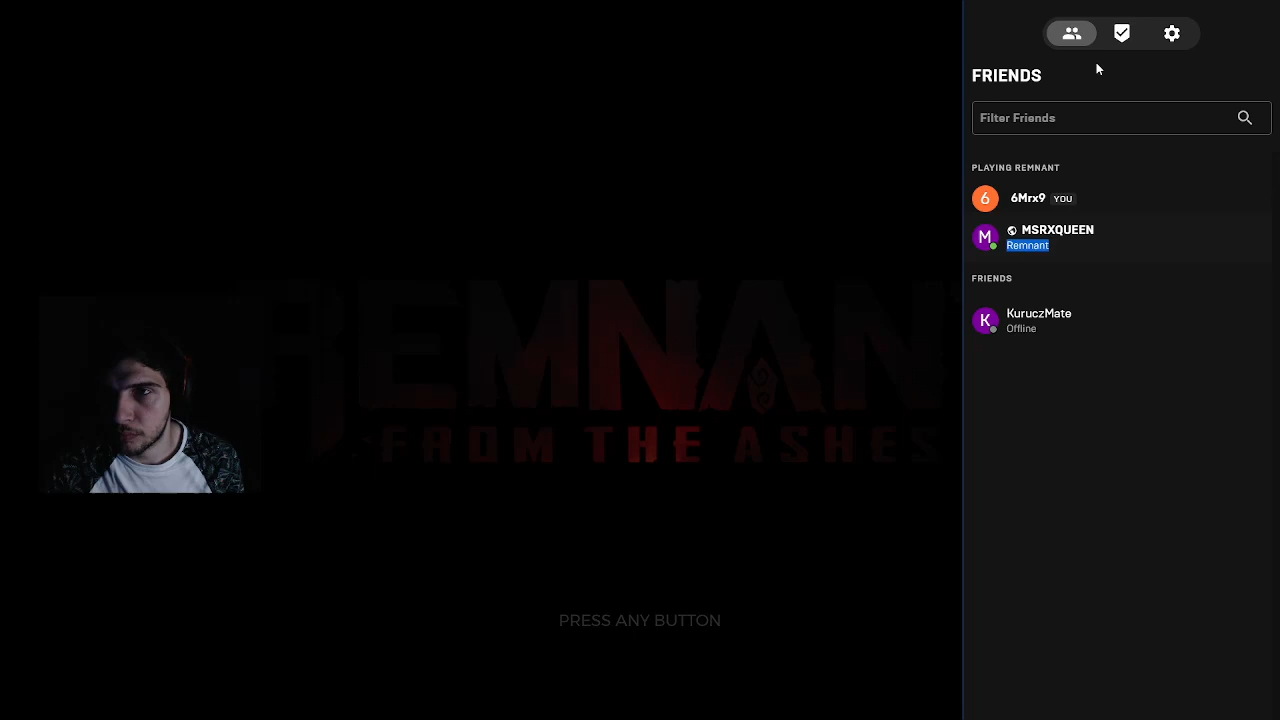 FRIENDS
Filter Friends
PLAYING REMNANT
6 6Mrx9 YOU
M MSRXQUEEN
Remnant
FRIENDS
K KuruczMate
Offline
REMNANT
FROM THE ASHES
PRESS ANY BUTTON